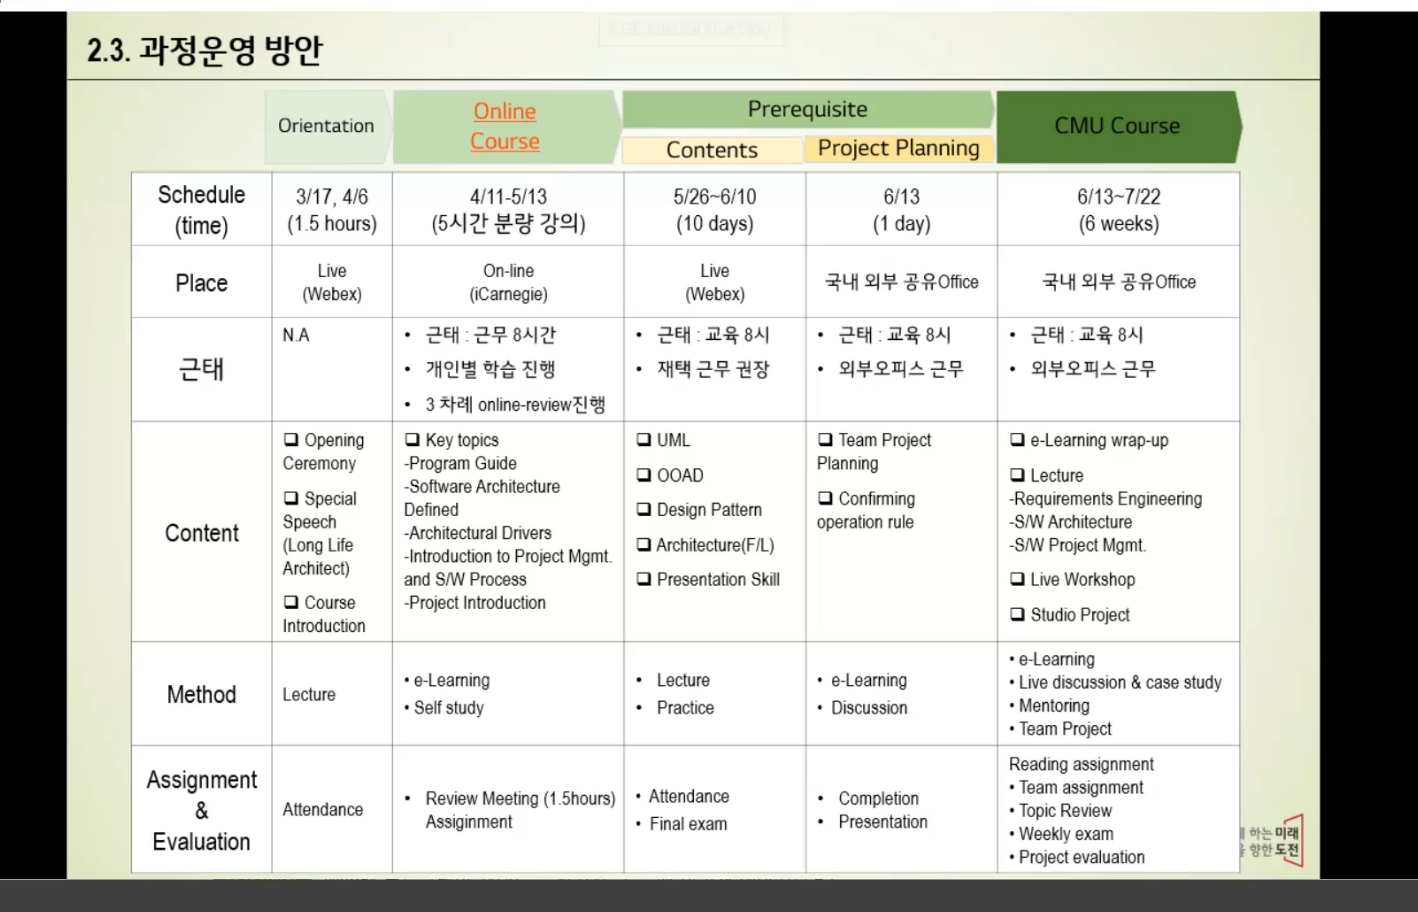 2.3. 과정운영 방안
Orientation
Online
Course
Prerequisite
Contents
Project Planning
CMU Course
Schedule
(time)
3/17, 4/6
(1.5 hours)
4/11-5/13
(5시간 분량 강의)
5/26~6/10
(10 days)
6/13
(1 day)
6/13~7/22
(6 weeks)
Place
Live
(Webex)
On-line
(iCarnegie)
Live
(Webex)
국내 외부 공유Office
국내 외부 공유Office
근태
N.A
• 근태 : 근무 8시간
• 개인별 학습 진행
• 3 차례 online-review진행
• 근태 : 교육 8시
• 재택 근무 권장
• 근태 : 교육 8시
• 외부오피스 근무
• 근태 : 교육 8시
• 외부오피스 근무
Content
❑ Opening
Ceremony
❑ Special
Speech
(Long Life
Architect)
❑ Course
Introduction
❑ Key topics
-Program Guide
-Software Architecture
Defined
-Architectural Drivers
-Introduction to Project Mgmt.
and S/W Process
-Project Introduction
❑ UML
❑ OOAD
❑ Design Pattern
❑ Architecture(F/L)
❑ Presentation Skill
❑ Team Project
Planning
❑ Confirming
operation rule
❑ e-Learning wrap-up
❑ Lecture
-Requirements Engineering
-S/W Architecture
-S/W Project Mgmt.
❑ Live Workshop
❑ Studio Project
Method
Lecture
• e-Learning
• Self study
• Lecture
• Practice
• e-Learning
• Discussion
• e-Learning
• Live discussion & case study
• Mentoring
• Team Project
Assignment
&
Evaluation
Attendance
• Review Meeting (1.5hours)
Assiginment
• Attendance
• Final exam
• Completion
• Presentation
Reading assignment
• Team assignment
• Topic Review
• Weekly exam
• Project evaluation
하는 미래
향한 도전